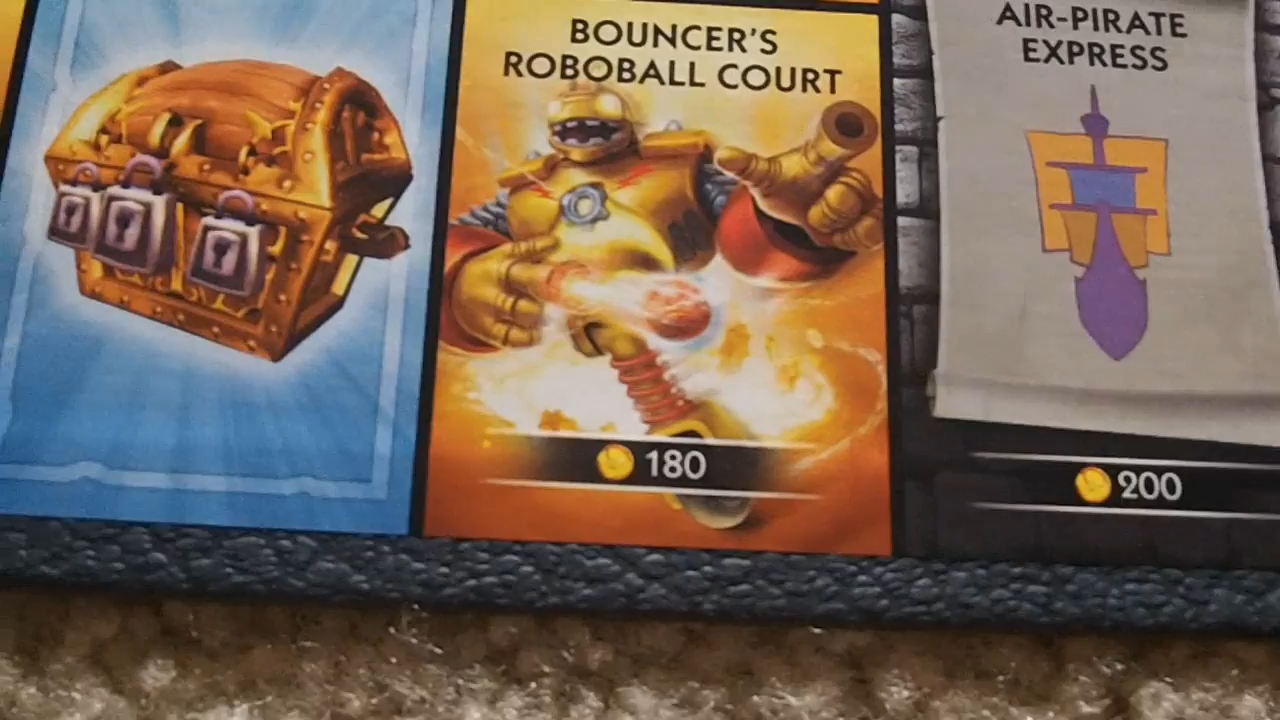 BOUNCER'S
ROBOBALL COURT
180
AIR-PIRATE
EXPRESS
200